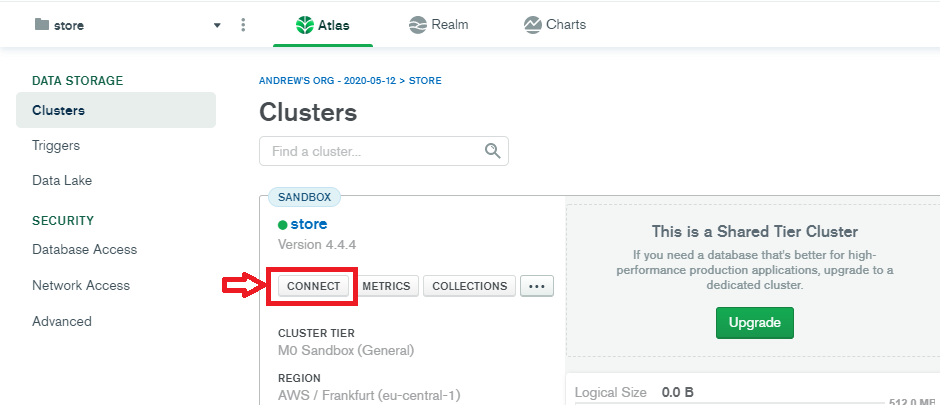 store
Atlas
Realm
Charts
DATA STORAGE
Clusters
Triggers
Data Lake
SECURITY
Database Access
Network Access
Advanced
ANDREW'S ORG - 2020-05-12 > STORE
Clusters
Find a cluster...
SANDBOX
store
Version 4.4.4
CONNECT
METRICS
COLLECTIONS
...
CLUSTER TIER
M0 Sandbox (General)
REGION
AWS / Frankfurt (eu-central-1)
This is a Shared Tier Cluster
If you need a database that's better for high-
performance production applications, upgrade to a
dedicated cluster.
Upgrade
Logical Size 0.0 B
512.0 MB